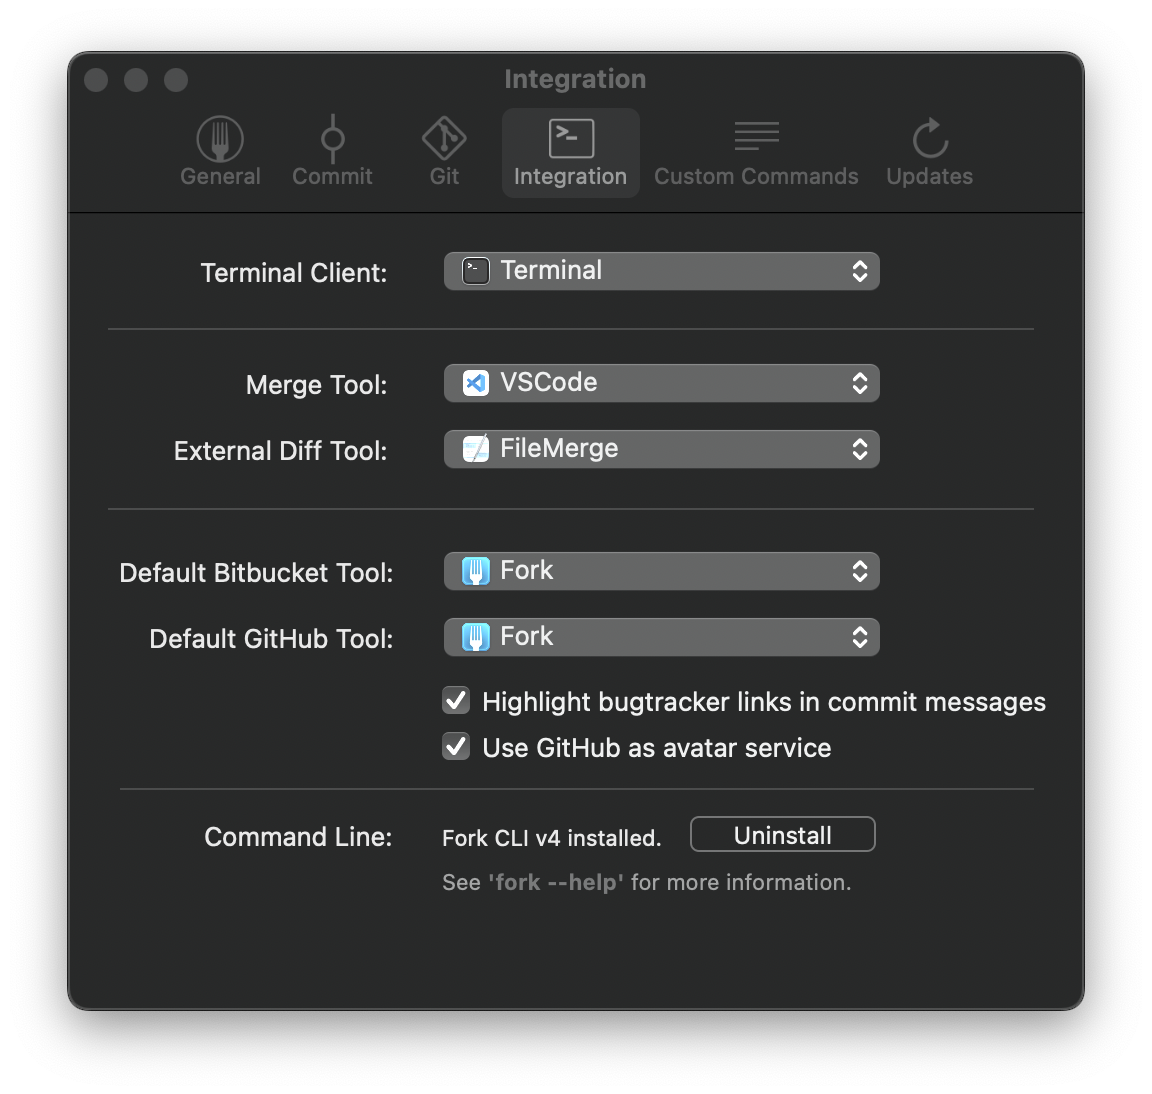 Integration
General Commit Git Integration Custom Commands Updates
Terminal Client: Terminal
Merge Tool: VSCode
External Diff Tool: FileMerge
Default Bitbucket Tool: Fork
Default GitHub Tool: Fork
Highlight bugtracker links in commit messages
Use GitHub as avatar service
Command Line: Fork CLI v4 installed. Uninstall
See 'fork --help' for more information.